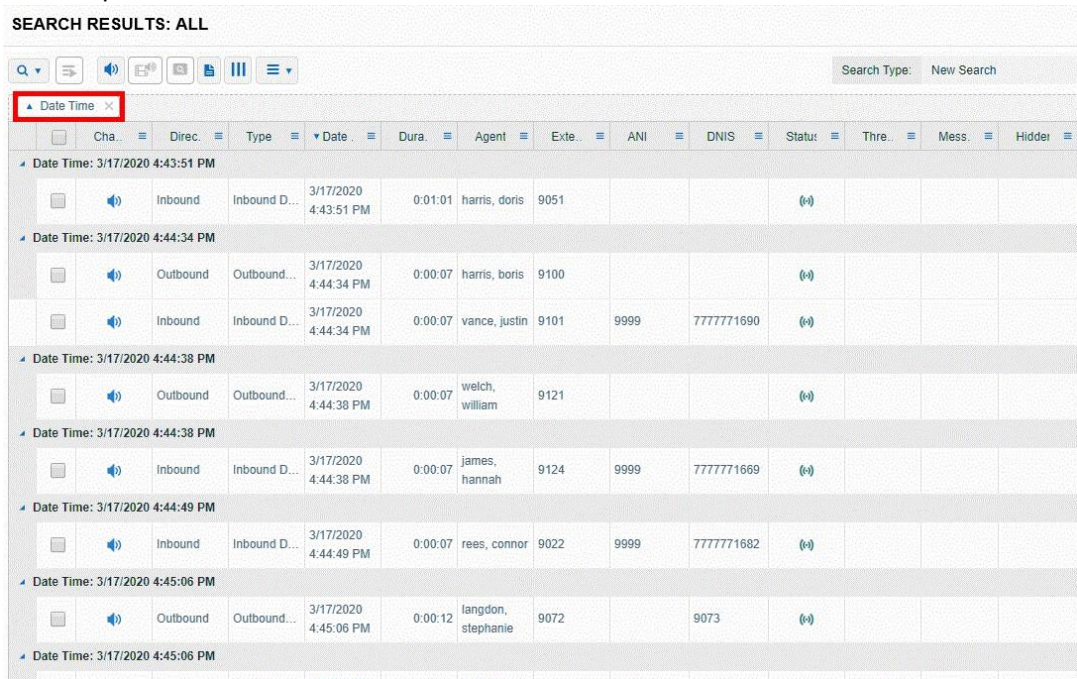 SEARCH RESULTS: ALL
Search Type: New Search
Date Time
Cha.. Direc. Type Date . Dura. Agent Exte.. ANI DNIS Status Thre.. Mess. Hidden
Date Time: 3/17/2020 4:43:51 PM
Inbound Inbound D... 3/17/2020 0:01:01 harris, doris 9051
4:43:51 PM
Date Time: 3/17/2020 4:44:34 PM
Outbound Outbound... 3/17/2020 0:00:07 harris, boris 9100
4:44:34 PM
Inbound Inbound D... 3/17/2020 0:00:07 vance, justin 9101 9999 7777771690
4:44:34 PM
Date Time: 3/17/2020 4:44:38 PM
Outbound Outbound... 3/17/2020 0:00:07 welch, 9121
4:44:38 PM william
Date Time: 3/17/2020 4:44:38 PM
Inbound Inbound D... 3/17/2020 0:00:07 james, 9124 9999 7777771669
4:44:38 PM hannah
Date Time: 3/17/2020 4:44:49 PM
Inbound Inbound D... 3/17/2020 0:00:07 rees, connor 9022 9999 7777771682
4:44:49 PM
Date Time: 3/17/2020 4:45:06 PM
Outbound Outbound... 3/17/2020 0:00:12 langdon, 9072 9073
4:45:06 PM stephanie
Date Time: 3/17/2020 4:45:06 PM